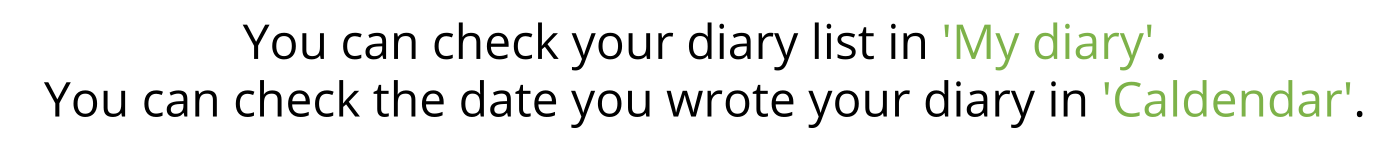 You can check your diary list in 'My diary'.
You can check the date you wrote your diary in 'Caldendar'.